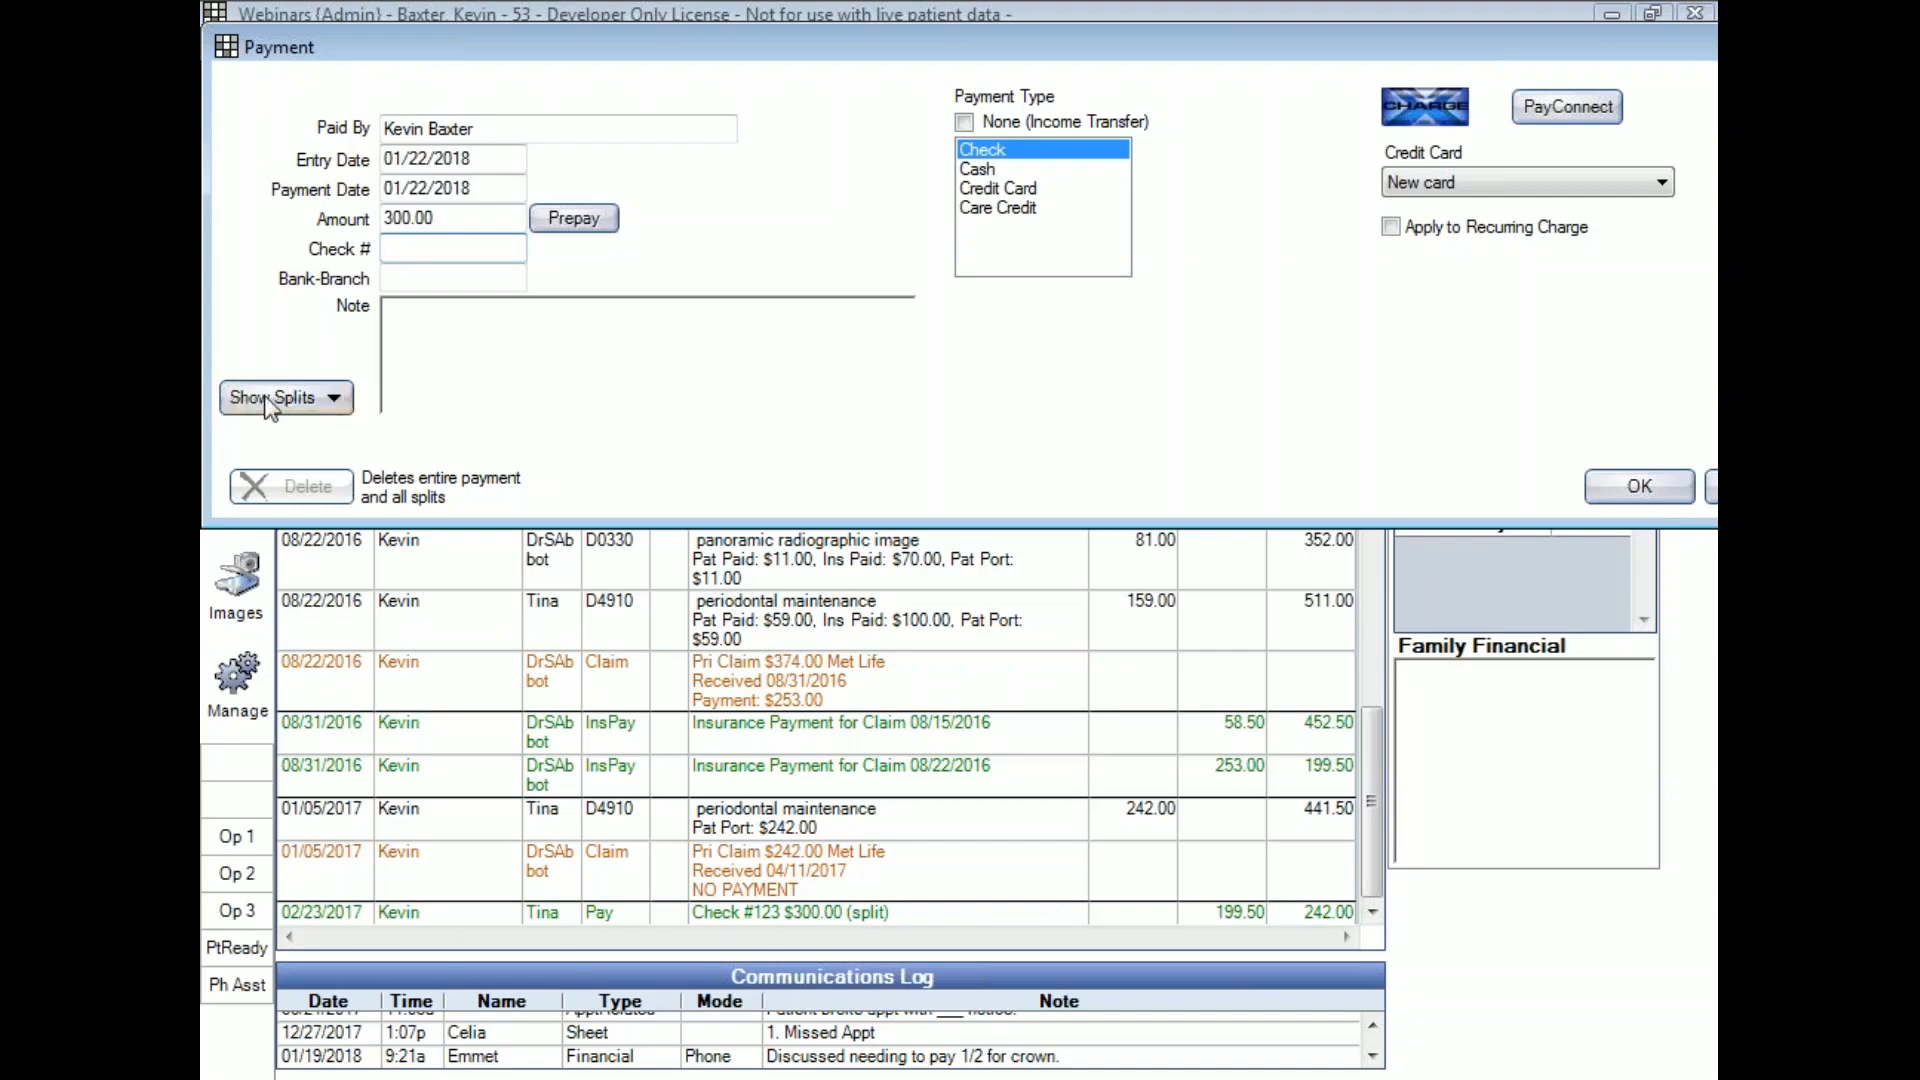 Webinars {Admin} - Baxter, Kevin - 53 - Developer Only License - Not for use with live patient data -
Payment
Paid By Kevin Baxter
Entry Date 01/22/2018
Payment Date 01/22/2018
Amount 300.00 Prepay
Check #
Bank-Branch
Note
Payment Type
None (Income Transfer)
Check
Cash
Credit Card
Care Credit
X CHARGE PayConnect
Credit Card
New card
Apply to Recurring Charge
Show Splits
Delete Deletes entire payment
and all splits
OK
Images
Manage
Op 1
Op 2
Op 3
PtReady
Ph Asst
08/22/2016 Kevin DrSAb D0330 panoramic radiographic image 81.00 352.00
bot Pat Paid: $11.00, Ins Paid: $70.00, Pat Port:
$11.00
08/22/2016 Kevin Tina D4910 periodontal maintenance 159.00 511.00
Pat Paid: $59.00, Ins Paid: $100.00, Pat Port:
$59.00
08/22/2016 Kevin DrSAb Claim Pri Claim $374.00 Met Life
bot Received 08/31/2016
Payment: $253.00
08/31/2016 Kevin DrSAb InsPay Insurance Payment for Claim 08/15/2016 58.50 452.50
bot
08/31/2016 Kevin DrSAb InsPay Insurance Payment for Claim 08/22/2016 253.00 199.50
bot
01/05/2017 Kevin Tina D4910 periodontal maintenance 242.00 441.50
Pat Port: $242.00
01/05/2017 Kevin DrSAb Claim Pri Claim $242.00 Met Life
bot Received 04/11/2017
NO PAYMENT
02/23/2017 Kevin Tina Pay Check #123 $300.00 (split) 199.50 242.00
Family Financial
Communications Log
Date Time Name Type Mode Note
12/27/2017 1:07p Celia Sheet 1. Missed Appt
01/19/2018 9:21a Emmet Financial Phone Discussed needing to pay 1/2 for crown.